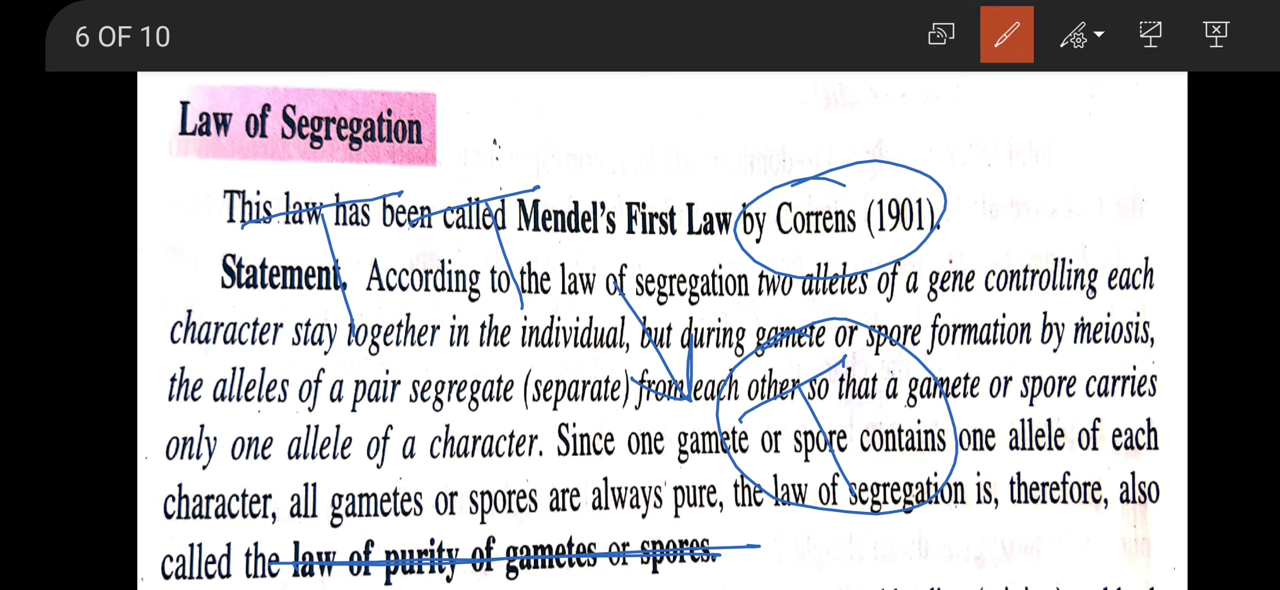 6 OF 10
Law of Segregation
This law has been called Mendel's First Law by Correns (1901).
Statement. According to the law of segregation two alleles of a gene controlling each
character stay together in the individual, but during gamete or spore formation by meiosis,
the alleles of a pair segregate (separate) from each other so that a gamete or spore carries
only one allele of a character. Since one gamete or spore contains one allele of each
character, all gametes or spores are always pure, the law of segregation is, therefore, also
called the law of purity of gametes or spores.